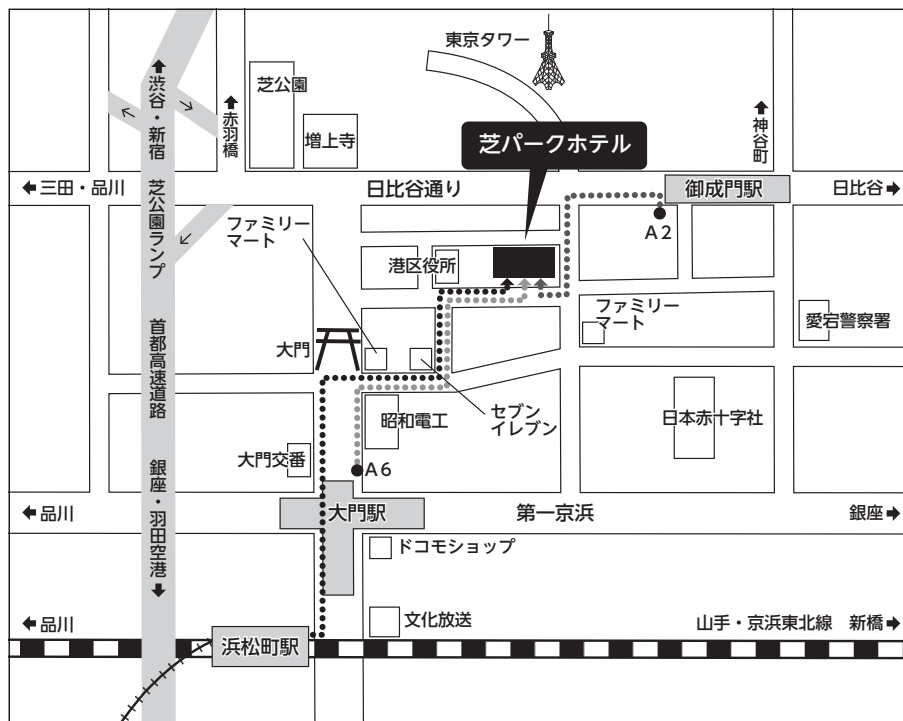 東京タワー
芝公園
増上寺
↑赤羽橋
↑渋谷・新宿
芝公園ランプ
首都高速道路
銀座・羽田空港↓
芝パークホテル
↑神谷町
←三田・品川
日比谷通り
御成門駅
日比谷→
A2
ファミリー
マート
港区役所
ファミリー
マート
愛宕警察署
大門
昭和電工
セブン
イレブン
日本赤十字社
大門交番
A6
←品川
大門駅
第一京浜
銀座→
ドコモショップ
文化放送
←品川
山手・京浜東北線 新橋→
浜松町駅